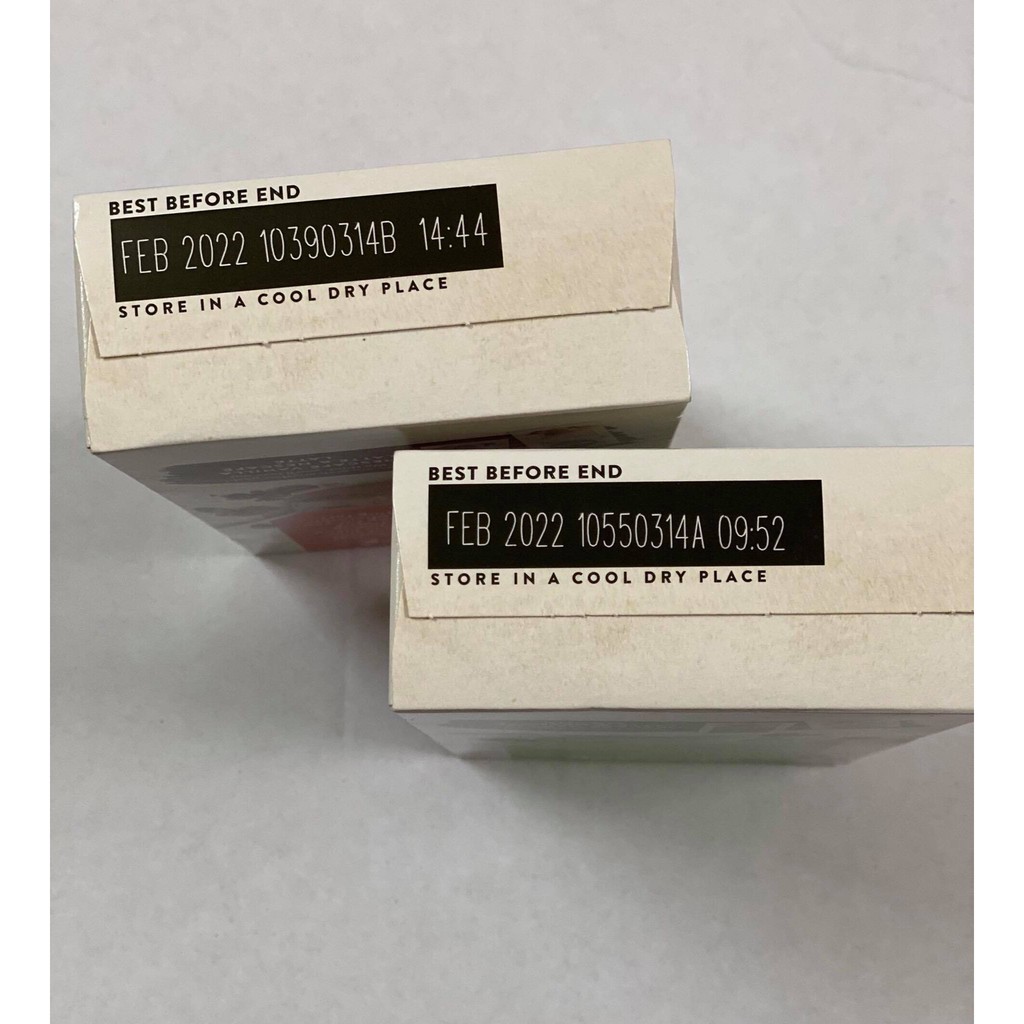 BEST BEFORE END
FEB 2022 10390314B 14:44
STORE IN A COOL DRY PLACE
BEST BEFORE END
FEB 2022 10550314A 09:52
STORE IN A COOL DRY PLACE